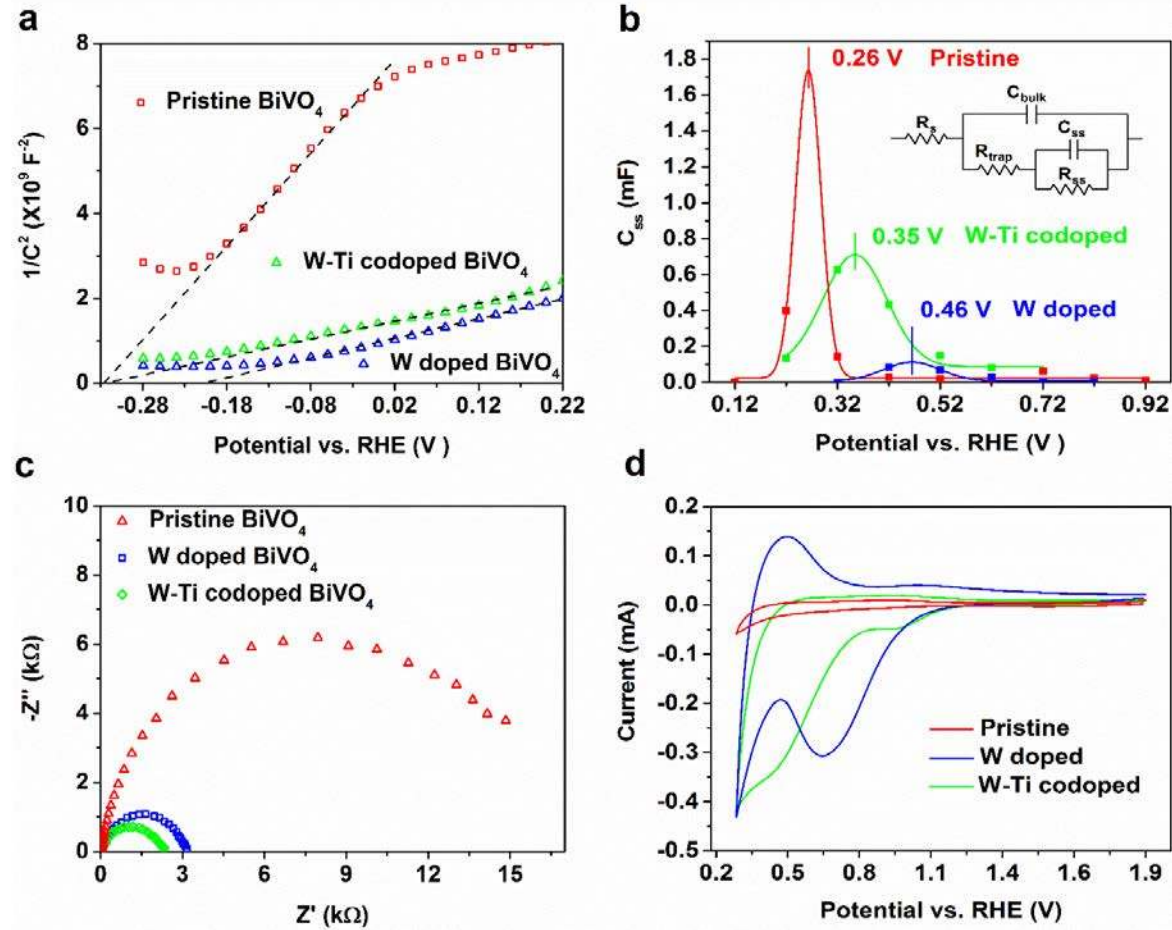 a
8
6
4
2
0
1/C² (X10⁹ F⁻²)
Pristine BiVO₄
W-Ti codoped BiVO₄
W doped BiVO₄
-0.28 -0.18 -0.08 0.02 0.12 0.22
Potential vs. RHE (V )
b
1.8
1.6
1.4
1.2
1.0
0.8
0.6
0.4
0.2
0.0
Css (mF)
0.26 V Pristine
Cbulk
Rs
Css
Rtrap
Rss
0.35 V W-Ti codoped
0.46 V W doped
0.12 0.32 0.52 0.72 0.92
Potential vs. RHE (V )
c
10
8
6
4
2
0
-Z'' (kΩ)
Pristine BiVO₄
W doped BiVO₄
W-Ti codoped BiVO₄
0 3 6 9 12 15
Z' (kΩ)
d
0.2
0.1
0.0
-0.1
-0.2
-0.3
-0.4
-0.5
Current (mA)
Pristine
W doped
W-Ti codoped
0.2 0.5 0.8 1.1 1.3 1.6 1.9
Potential vs. RHE (V)